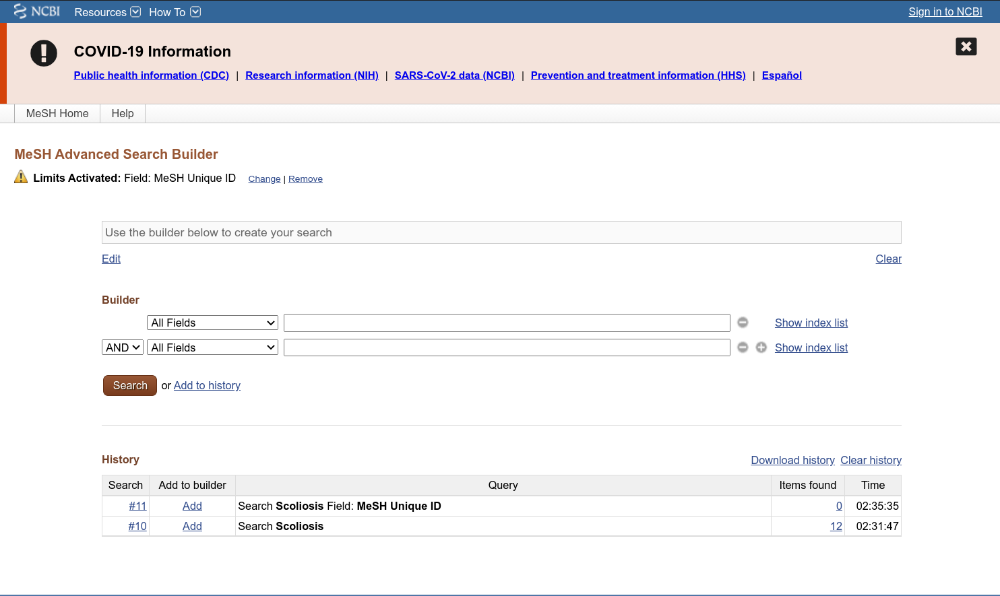 NCBI Resources How To Sign in to NCBI
COVID-19 Information
Public health information (CDC) | Research information (NIH) | SARS-CoV-2 data (NCBI) | Prevention and treatment information (HHS) | Español
MeSH Home Help
MeSH Advanced Search Builder
Limits Activated: Field: MeSH Unique ID Change | Remove
Use the builder below to create your search
Edit Clear
Builder
All Fields Show index list
AND All Fields Show index list
Search or Add to history
History Download history Clear history
Search Add to builder Query Items found Time
#11 Add Search Scoliosis Field: MeSH Unique ID 0 02:35:35
#10 Add Search Scoliosis 12 02:31:47